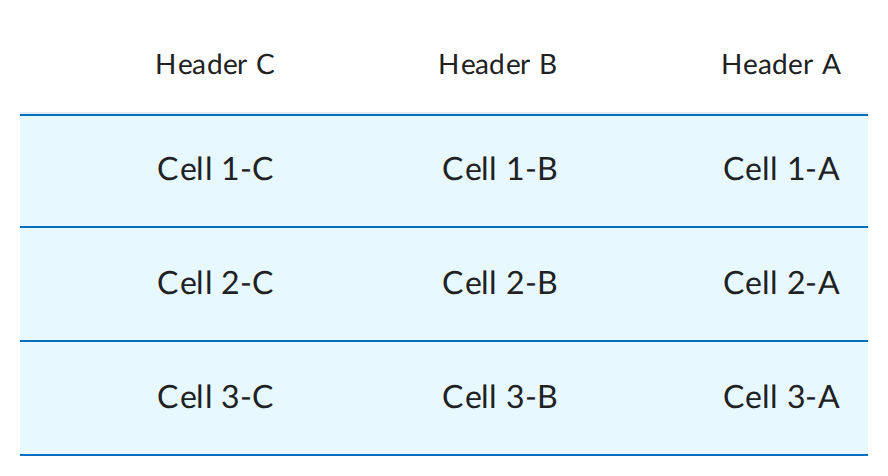 Header C Header B Header A
Cell 1-C Cell 1-B Cell 1-A
Cell 2-C Cell 2-B Cell 2-A
Cell 3-C Cell 3-B Cell 3-A